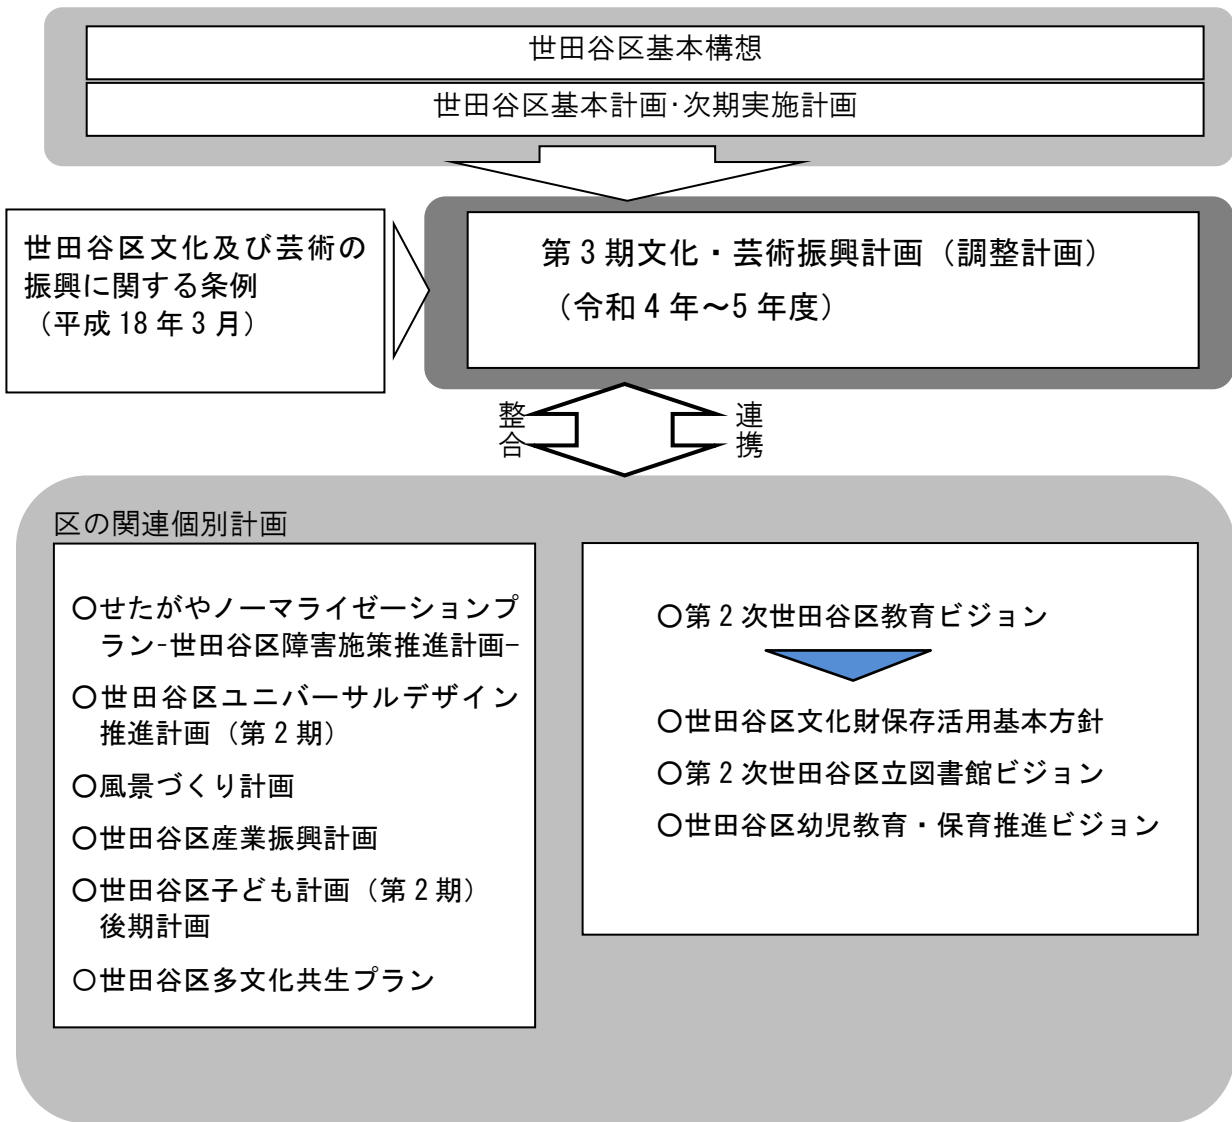 世田谷区基本構想
世田谷区基本計画・次期実施計画
世田谷区文化及び芸術の
振興に関する条例
（平成 18 年 3 月）
第 3 期文化・芸術振興計画（調整計画）
（令和 4 年～5 年度）
整合
連携
区の関連個別計画
○せたがやノーマライゼーションプ
ラン-世田谷区障害施策推進計画-
○世田谷区ユニバーサルデザイン
推進計画（第 2 期）
○風景づくり計画
○世田谷区産業振興計画
○世田谷区子ども計画（第 2 期）
後期計画
○世田谷区多文化共生プラン
○第 2 次世田谷区教育ビジョン
○世田谷区文化財保存活用基本方針
○第 2 次世田谷区立図書館ビジョン
○世田谷区幼児教育・保育推進ビジョン